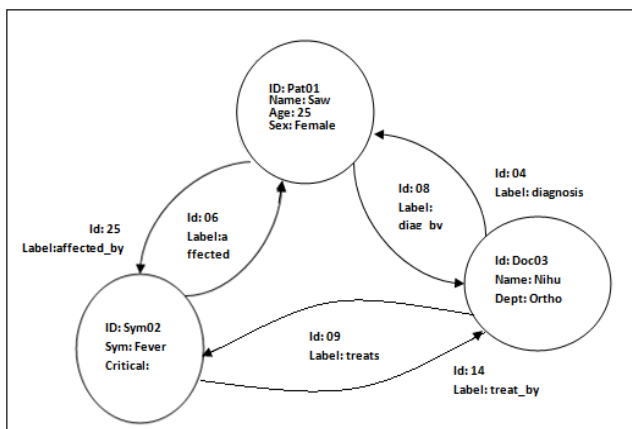 ID: Pat01
Name: Saw
Age: 25
Sex: Female
Id: 04
Label: diagnosis
Id: 08
Label:
diag_by
Id: 06
Label:a
ffected
Id: 25
Label:affected_by
Id: Doc03
Name: Nihu
Dept: Ortho
ID: Sym02
Sym: Fever
Critical:
Id: 09
Label: treats
Id: 14
Label: treat_by